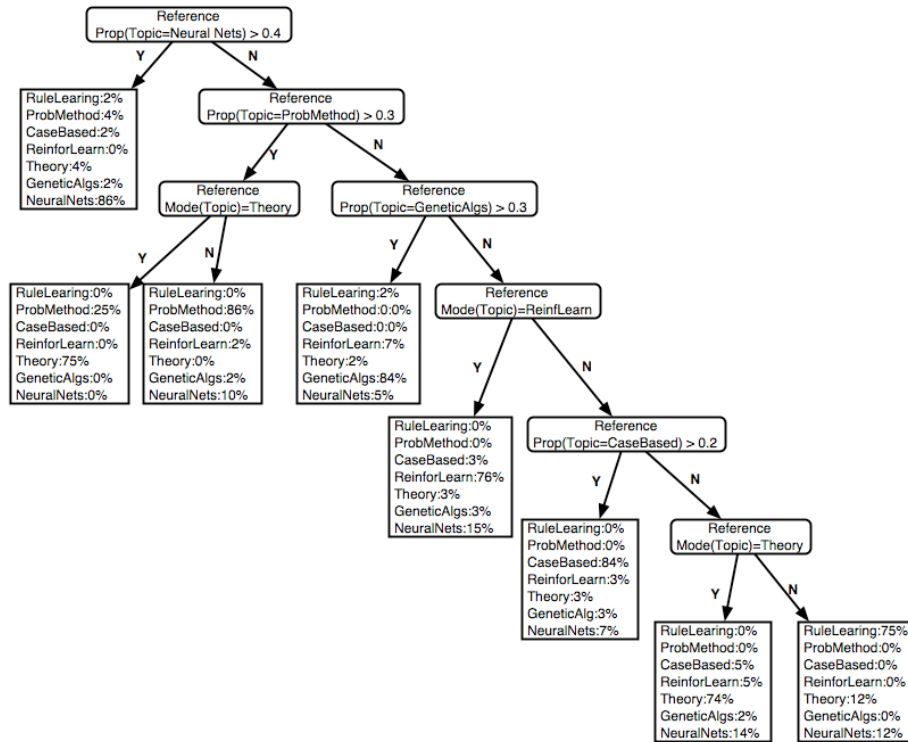 Reference
Prop(Topic=Neural Nets) > 0.4
Y
N
RuleLearing:2%
ProbMethod:4%
CaseBased:2%
ReinforLearn:0%
Theory:4%
GeneticAlgs:2%
NeuralNets:86%
Reference
Prop(Topic=ProbMethod) > 0.3
Y
N
Reference
Mode(Topic)=Theory
Y
N
Reference
Prop(Topic=GeneticAlgs) > 0.3
Y
N
RuleLearing:0%
ProbMethod:25%
CaseBased:0%
ReinforLearn:0%
Theory:75%
GeneticAlgs:0%
NeuralNets:0%
RuleLearing:0%
ProbMethod:86%
CaseBased:0%
ReinforLearn:2%
Theory:0%
GeneticAlgs:2%
NeuralNets:10%
RuleLearing:2%
ProbMethod:0:0%
CaseBased:0:0%
ReinforLearn:7%
Theory:2%
GeneticAlgs:84%
NeuralNets:5%
Reference
Mode(Topic)=ReinfLearn
Y
N
RuleLearing:0%
ProbMethod:0%
CaseBased:3%
ReinforLearn:76%
Theory:3%
GeneticAlgs:3%
NeuralNets:15%
Reference
Prop(Topic=CaseBased) > 0.2
Y
N
RuleLearing:0%
ProbMethod:0%
CaseBased:84%
ReinforLearn:3%
Theory:3%
GeneticAlg:3%
NeuralNets:7%
Reference
Mode(Topic)=Theory
Y
N
RuleLearing:0%
ProbMethod:0%
CaseBased:5%
ReinforLearn:5%
Theory:74%
GeneticAlgs:2%
NeuralNets:14%
RuleLearing:75%
ProbMethod:0%
CaseBased:0%
ReinforLearn:0%
Theory:12%
GeneticAlgs:0%
NeuralNets:12%